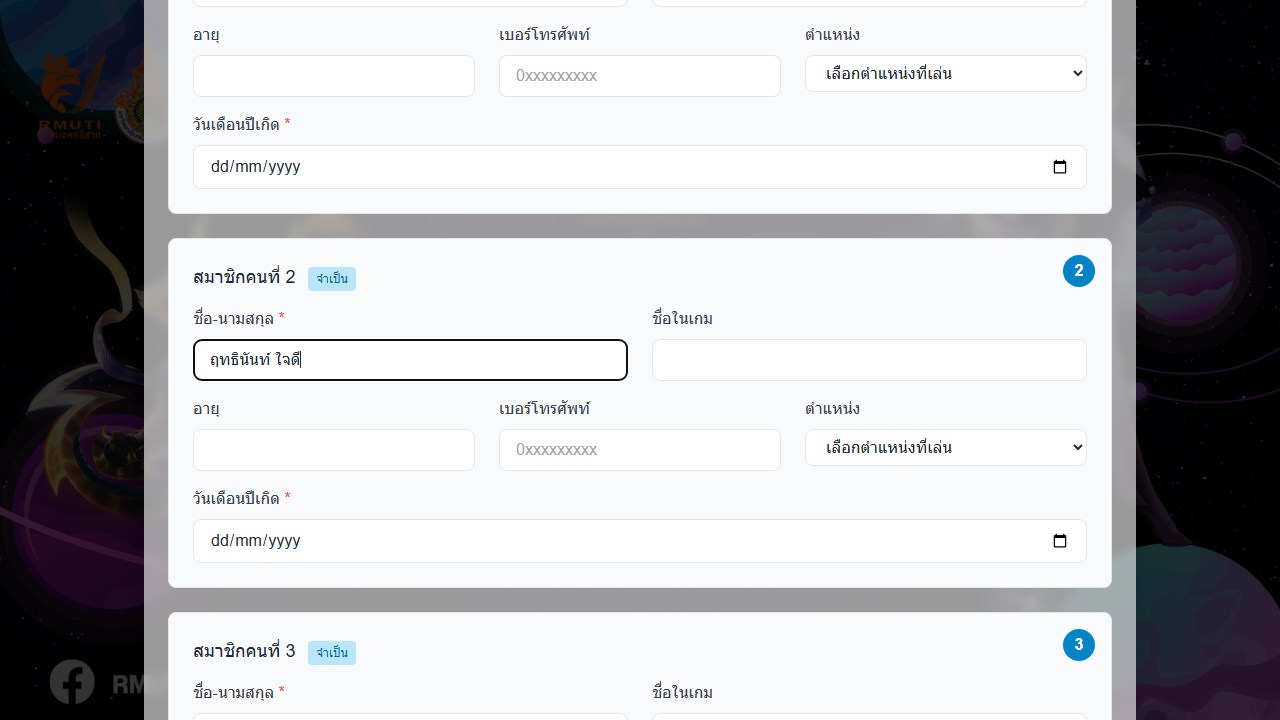 อายุ
เบอร์โทรศัพท์
ตำแหน่ง
0xxxxxxxxx
เลือกตำแหน่งที่เล่น
วันเดือนปีเกิด *
dd/mm/yyyy
สมาชิกคนที่ 2 จำเป็น
2
ชื่อ-นามสกุล *
ชื่อในเกม
ฤทธินันท์ ใจดี
อายุ
เบอร์โทรศัพท์
ตำแหน่ง
0xxxxxxxxx
เลือกตำแหน่งที่เล่น
วันเดือนปีเกิด *
dd/mm/yyyy
สมาชิกคนที่ 3 จำเป็น
3
ชื่อ-นามสกุล *
ชื่อในเกม
RMUTI
RM